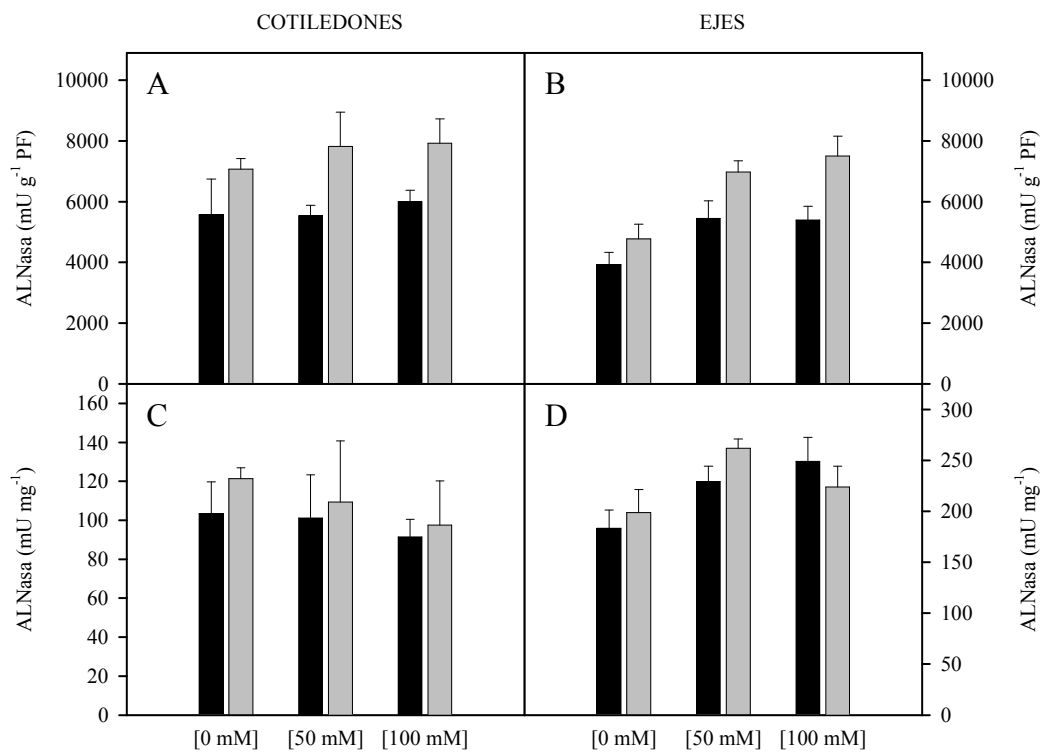 COTILEDONES
EJES
A
B
C
D
ALNasa (mU g⁻¹ PF)
10000
8000
6000
4000
2000
0
ALNasa (mU g⁻¹ PF)
10000
8000
6000
4000
2000
0
ALNasa (mU mg⁻¹)
160
140
120
100
80
60
40
20
0
ALNasa (mU mg⁻¹)
300
250
200
150
100
50
0
[0 mM] [50 mM] [100 mM]
[0 mM] [50 mM] [100 mM]